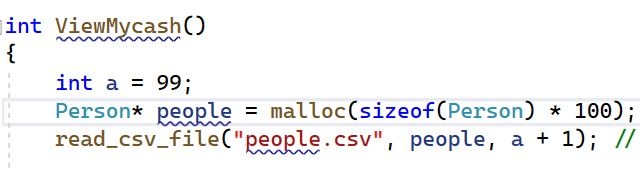 int ViewMycash()
{
int a = 99;
Person* people = malloc(sizeof(Person) * 100);
read_csv_file("people.csv", people, a + 1); //